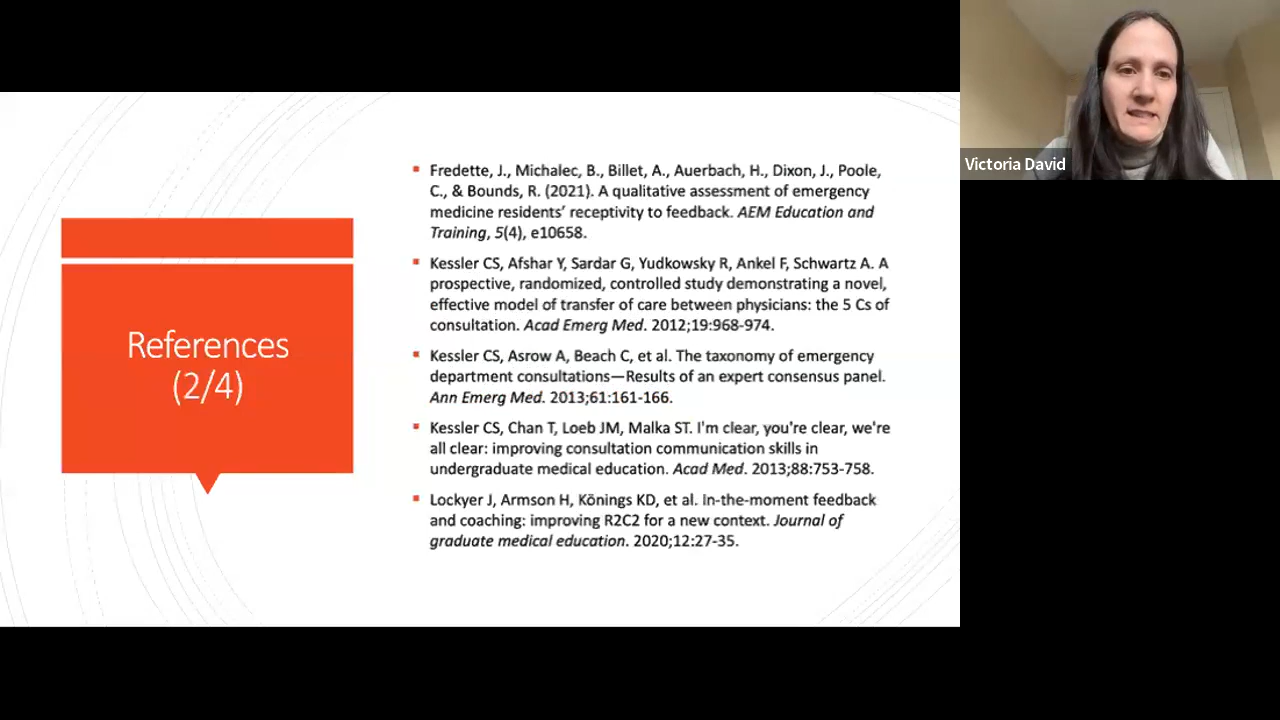 References
(2/4)
Fredette, J., Michalec, B., Billet, A., Auerbach, H., Dixon, J., Poole,
C., & Bounds, R. (2021). A qualitative assessment of emergency
medicine residents’ receptivity to feedback. AEM Education and
Training, 5(4), e10658.
Kessler CS, Afshar Y, Sardar G, Yudkowsky R, Ankel F, Schwartz A. A
prospective, randomized, controlled study demonstrating a novel,
effective model of transfer of care between physicians: the 5 Cs of
consultation. Acad Emerg Med. 2012;19:968-974.
Kessler CS, Asrow A, Beach C, et al. The taxonomy of emergency
department consultations—Results of an expert consensus panel.
Ann Emerg Med. 2013;61:161-166.
Kessler CS, Chan T, Loeb JM, Malka ST. I'm clear, you're clear, we're
all clear: improving consultation communication skills in
undergraduate medical education. Acad Med. 2013;88:753-758.
Lockyer J, Armson H, Könings KD, et al. In-the-moment feedback
and coaching: improving R2C2 for a new context. Journal of
graduate medical education. 2020;12:27-35.
Victoria David